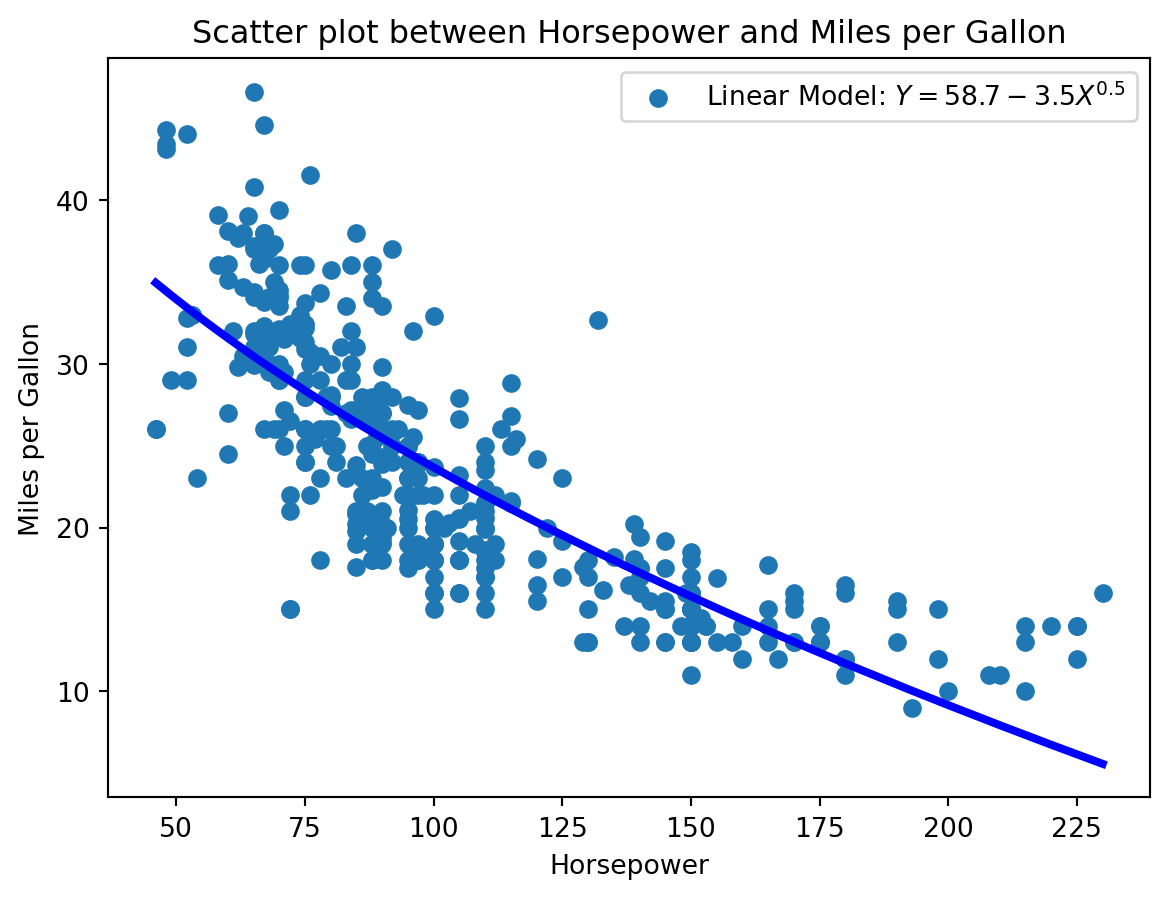 Scatter plot between Horsepower and Miles per Gallon
Linear Model: Y = 58.7 − 3.5X^0.5
Miles per Gallon
40
30
20
10
50 75 100 125 150 175 200 225
Horsepower